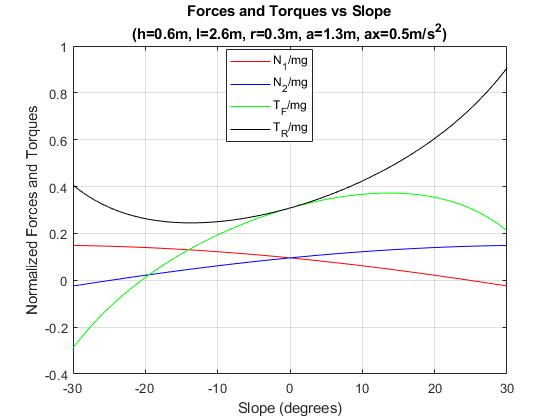 Forces and Torques vs Slope
(h=0.6m, l=2.6m, r=0.3m, a=1.3m, ax=0.5m/s²)
Normalized Forces and Torques
1
0.8
0.6
0.4
0.2
0
-0.2
-0.4
N₁/mg
N₂/mg
T_F/mg
T_R/mg
-30
-20
-10
0
10
20
30
Slope (degrees)